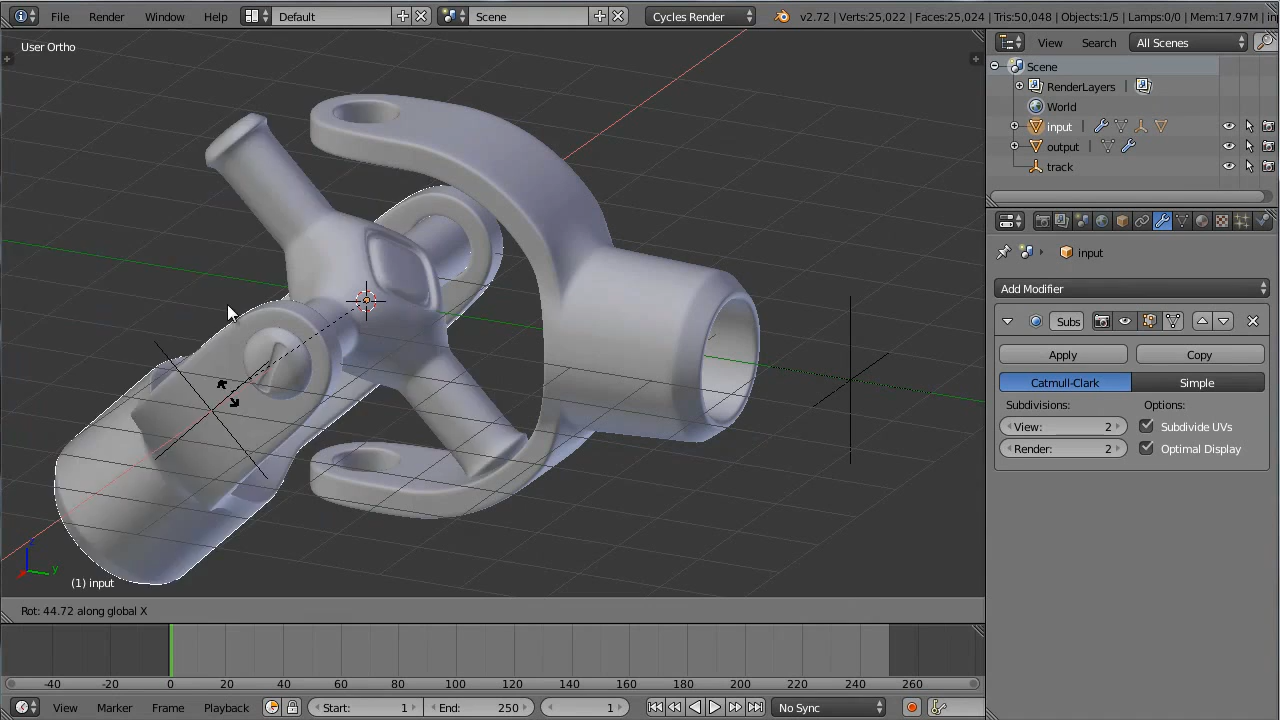 File Render Window Help Default Scene Cycles Render v2.72 | Verts:25,022 | Faces:25,024 | Tris:50,048 | Objects:1/5 | Lamps:0/0 | Mem:17.97M | input
User Ortho
View Search All Scenes
Scene
RenderLayers
World
input
output
track
input
Add Modifier
Subs
Apply Copy
Catmull-Clark Simple
Subdivisions: Options:
View: 2 Subdivide UVs
Render: 2 Optimal Display
z
y
(1) input
Rot: 44.72 along global X
-40 -20 0 20 40 60 80 100 120 140 160 180 200 220 240 260
View Marker Frame Playback Start: 1 End: 250 1 No Sync